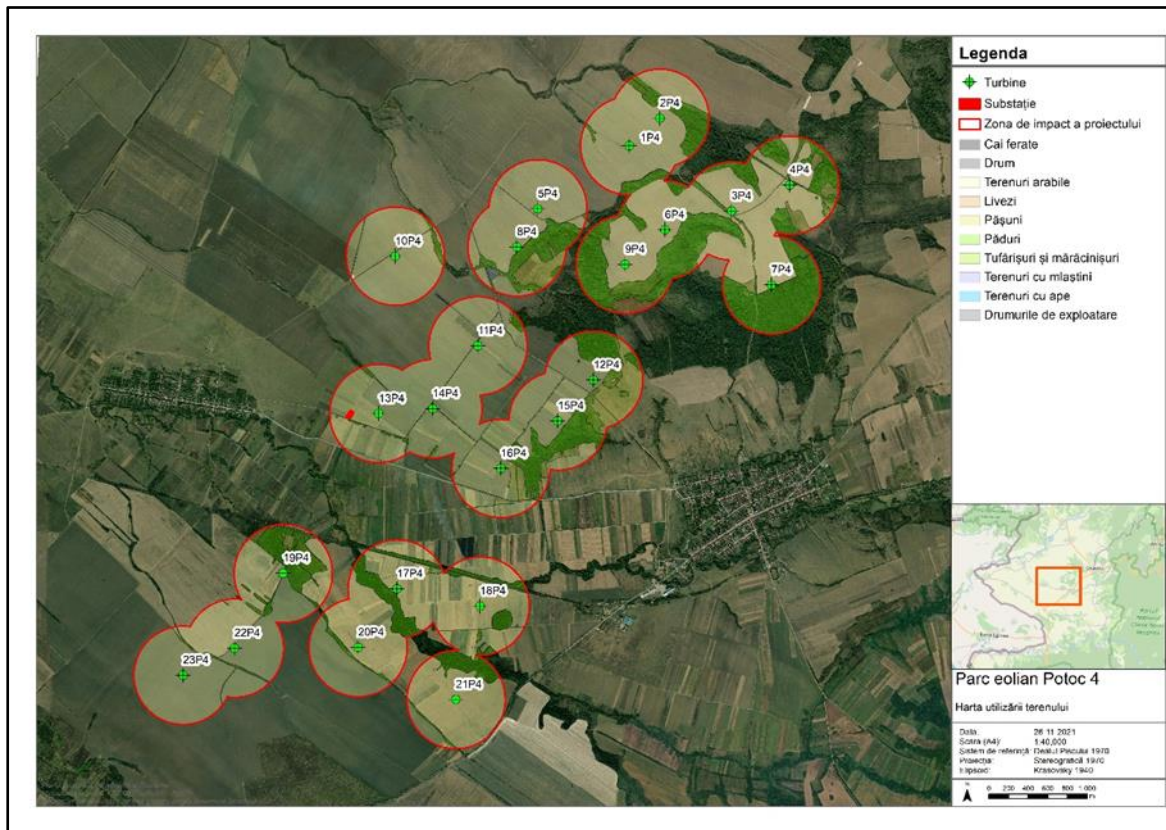 2P4
1P4
4P4
3P4
5P4
6P4
8P4
10P4
9P4
7P4
11P4
12P4
14P4
13P4
15P4
16P4
19P4
17P4
18P4
20P4
22P4
23P4
21P4
Legenda
Turbine
Substație
Zona de impact a proiectului
Cai ferate
Drum
Terenuri arabile
Livezi
Pășuni
Păduri
Tufărișuri și mărăcinișuri
Terenuri cu mlaștini
Terenuri cu ape
Drumurile de exploatare
Parc eolian Potoc 4
Harta utilizării terenului
Data: 26 11 2021
Scara (A4): 1:40,000
Sistem de referință: Dealul Piscului 1970
Proiecția: Stereografică 1970
Elipsoid: Krasovsky 1940
0 200 400 600 800 1 000